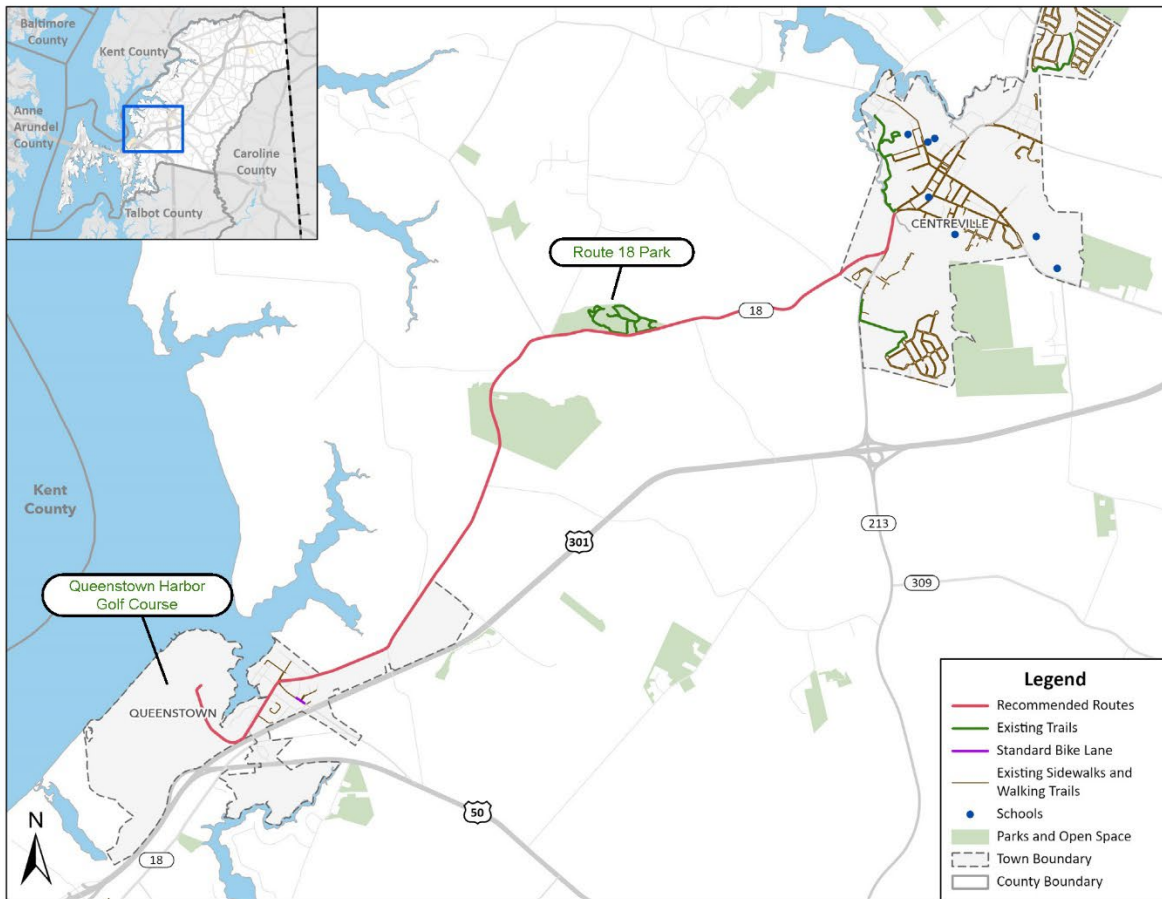 Baltimore
County
Kent County
Anne
Arundel
County
Caroline
County
Talbot County
Route 18 Park
CENTREVILLE
18
Kent
County
301
213
309
Queenstown Harbor
Golf Course
QUEENSTOWN
50
18
N
Legend
Recommended Routes
Existing Trails
Standard Bike Lane
Existing Sidewalks and
Walking Trails
Schools
Parks and Open Space
Town Boundary
County Boundary